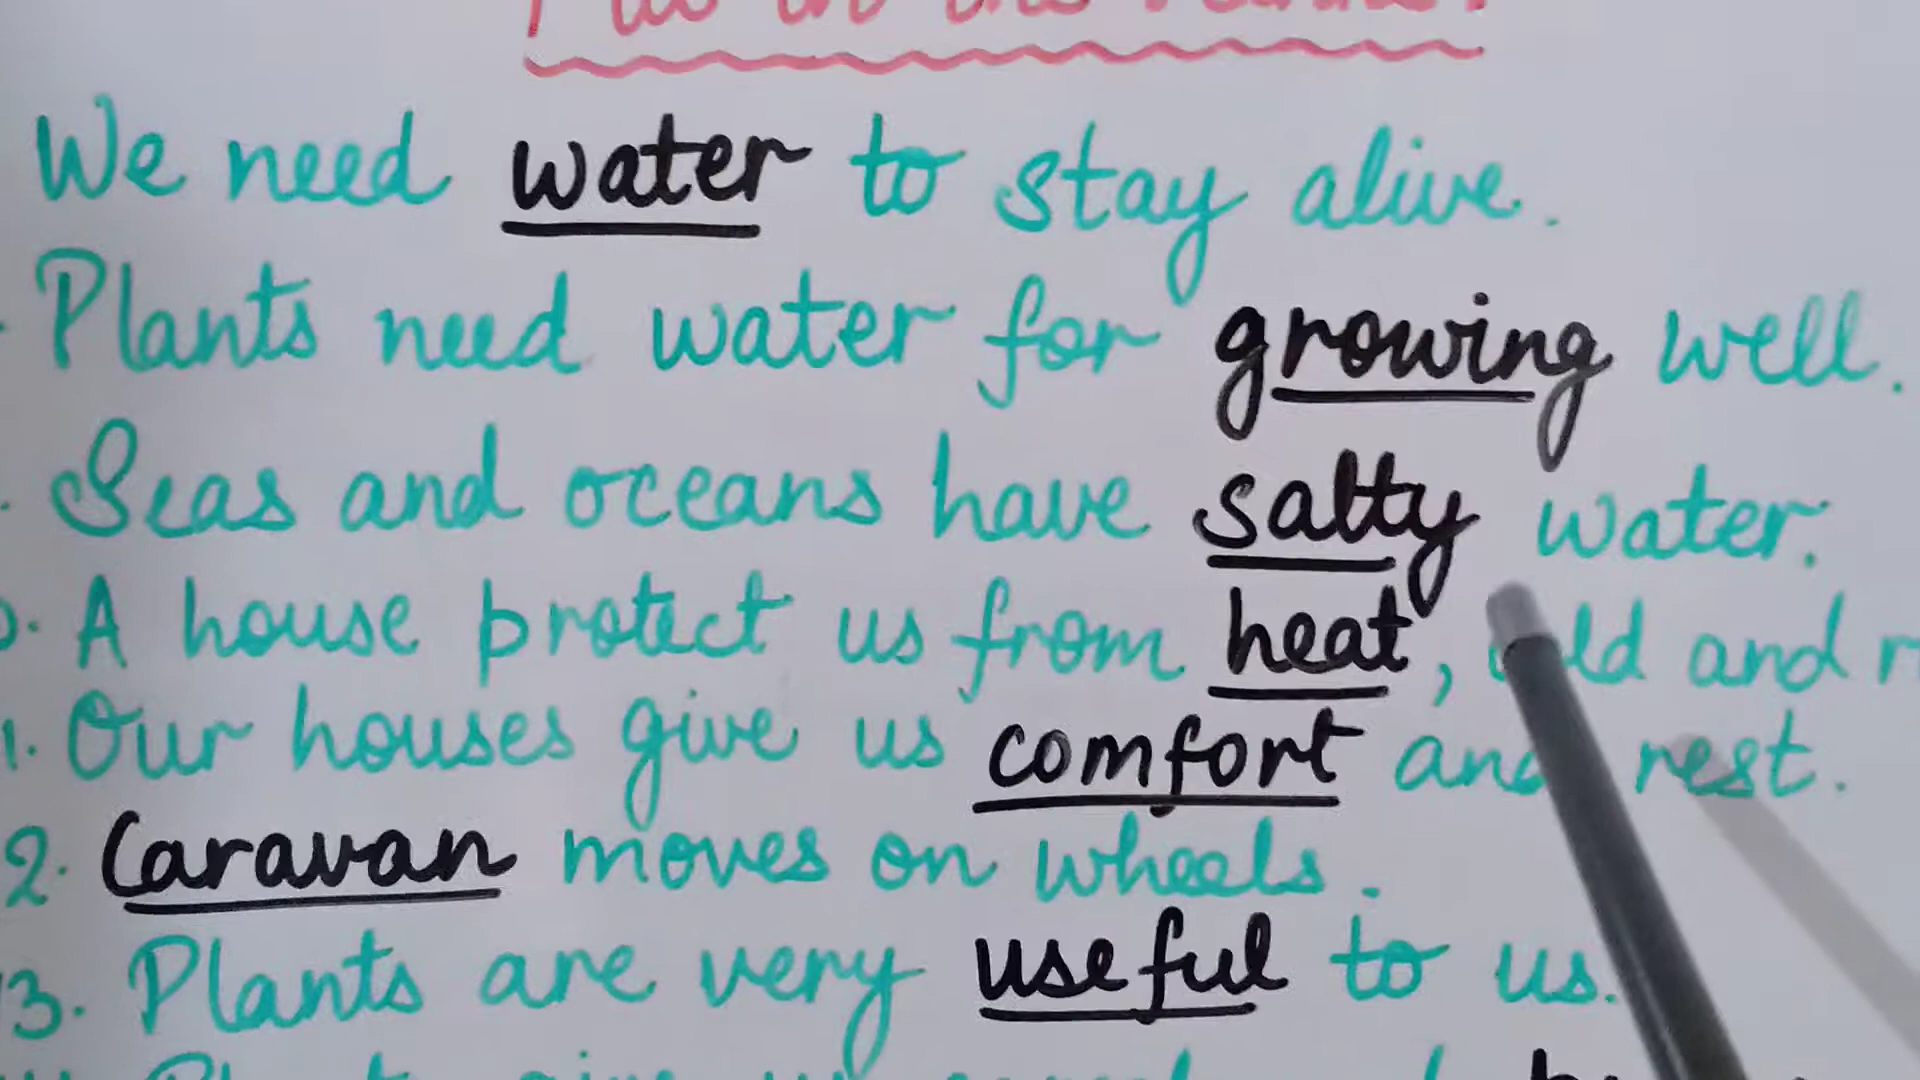 We need water to stay alive.
Plants need water for growing well.
Seas and oceans have salty water.
A house protect us from heat, and
1. Our houses give us comfort and rest.
2. Caravan moves on wheels.
13. Plants are very useful to us.